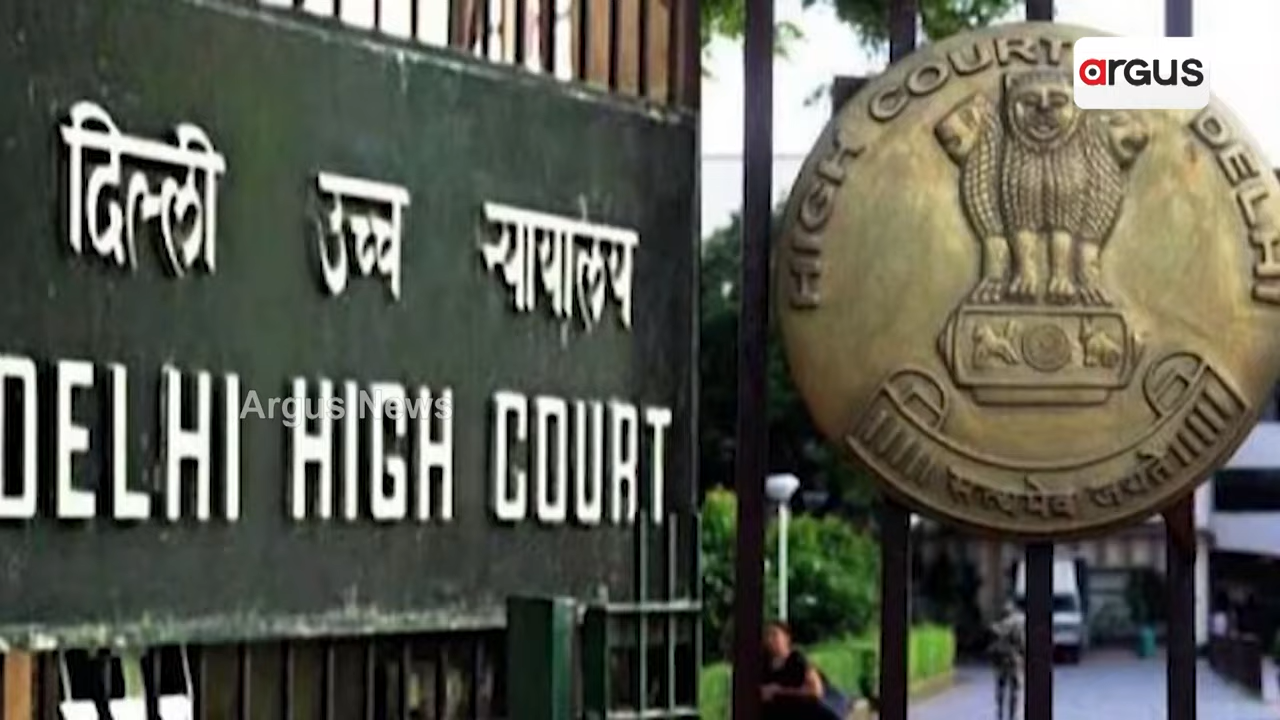 दिल्ली उच्च न्यायालय
DELHI HIGH COURT
Argus News
HIGH COURT DELHI
सत्यमेव जयते
argus